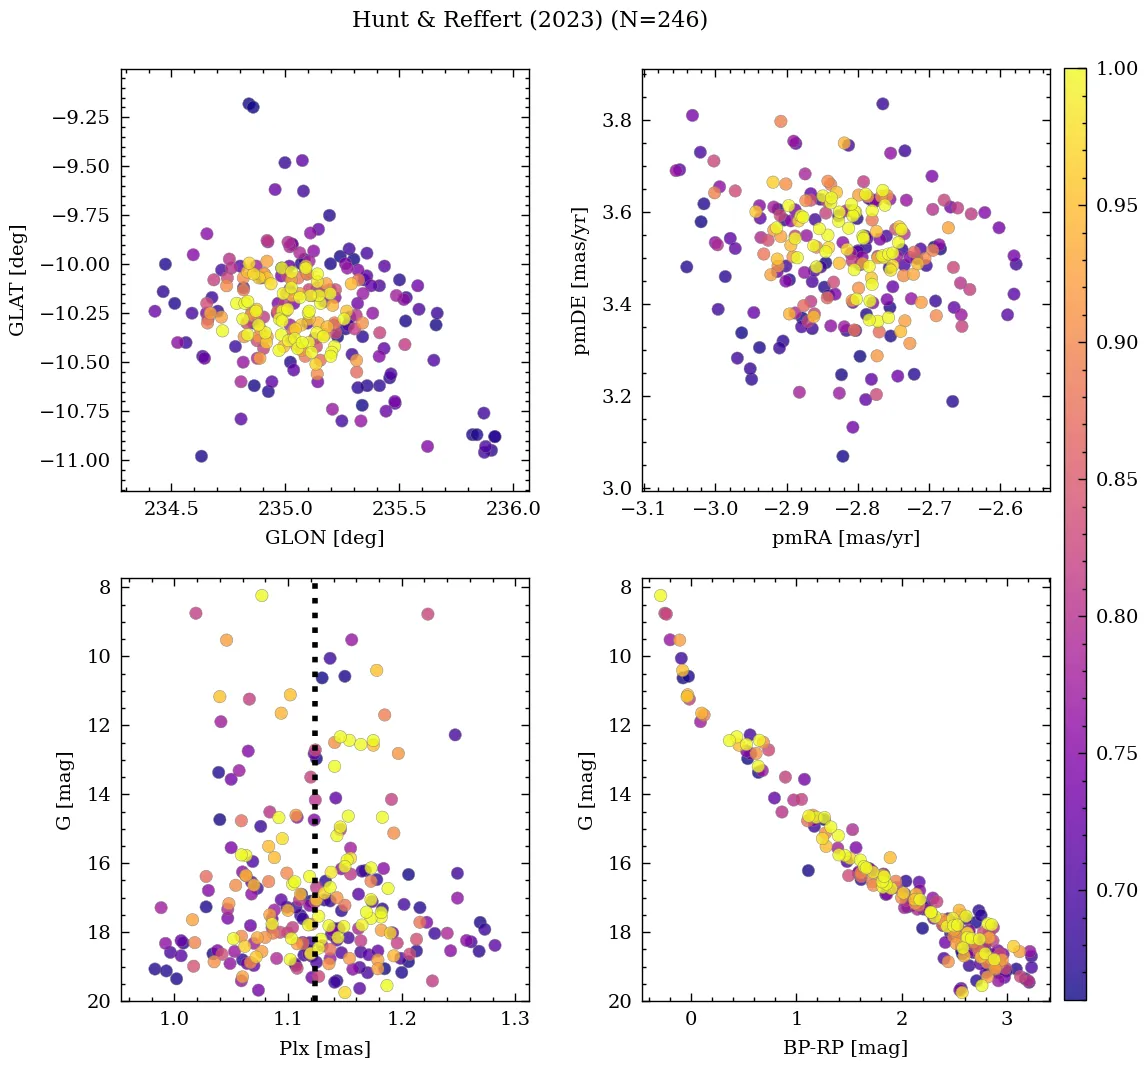 Hunt & Reffert (2023) (N=246)
−9.25
−9.50
−9.75
−10.00
−10.25
−10.50
−10.75
−11.00
GLAT [deg]
234.5 235.0 235.5 236.0
GLON [deg]
3.8
3.6
3.4
3.2
3.0
pmDE [mas/yr]
−3.1 −3.0 −2.9 −2.8 −2.7 −2.6
pmRA [mas/yr]
8
10
12
14
16
18
20
G [mag]
1.0 1.1 1.2 1.3
Plx [mas]
8
10
12
14
16
18
20
G [mag]
0 1 2 3
BP-RP [mag]
1.00
0.95
0.90
0.85
0.80
0.75
0.70